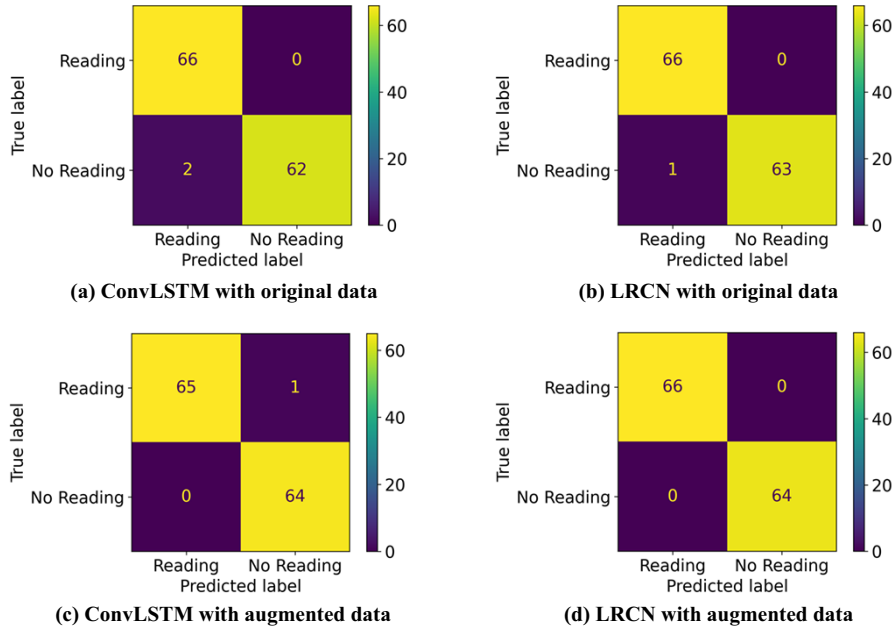 True label
Reading
66 0
No Reading
2 62
Reading No Reading
Predicted label
60
40
20
0
(a) ConvLSTM with original data
True label
Reading
66 0
No Reading
1 63
Reading No Reading
Predicted label
60
40
20
0
(b) LRCN with original data
True label
Reading
65 1
No Reading
0 64
Reading No Reading
Predicted label
60
40
20
0
(c) ConvLSTM with augmented data
True label
Reading
66 0
No Reading
0 64
Reading No Reading
Predicted label
60
40
20
0
(d) LRCN with augmented data